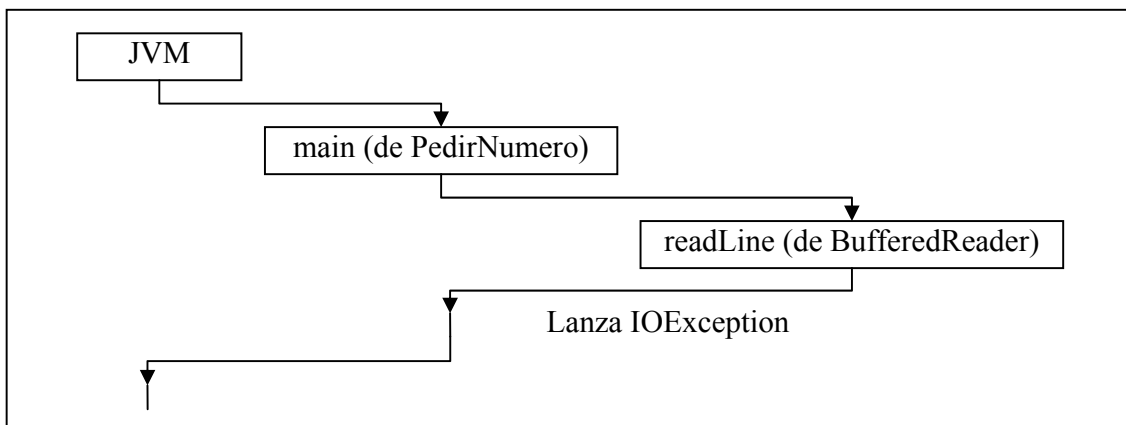 JVM
main (de PedirNumero)
readLine (de BufferedReader)
Lanza IOException